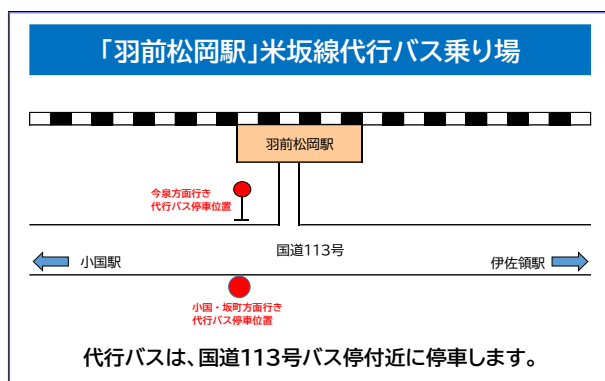 「羽前松岡駅」米坂線代行バス乗り場
羽前松岡駅
今泉方面行き
代行バス停車位置
国道113号
小国駅
伊佐領駅
小国・坂町方面行き
代行バス停車位置
代行バスは、国道113号バス停付近に停車します。